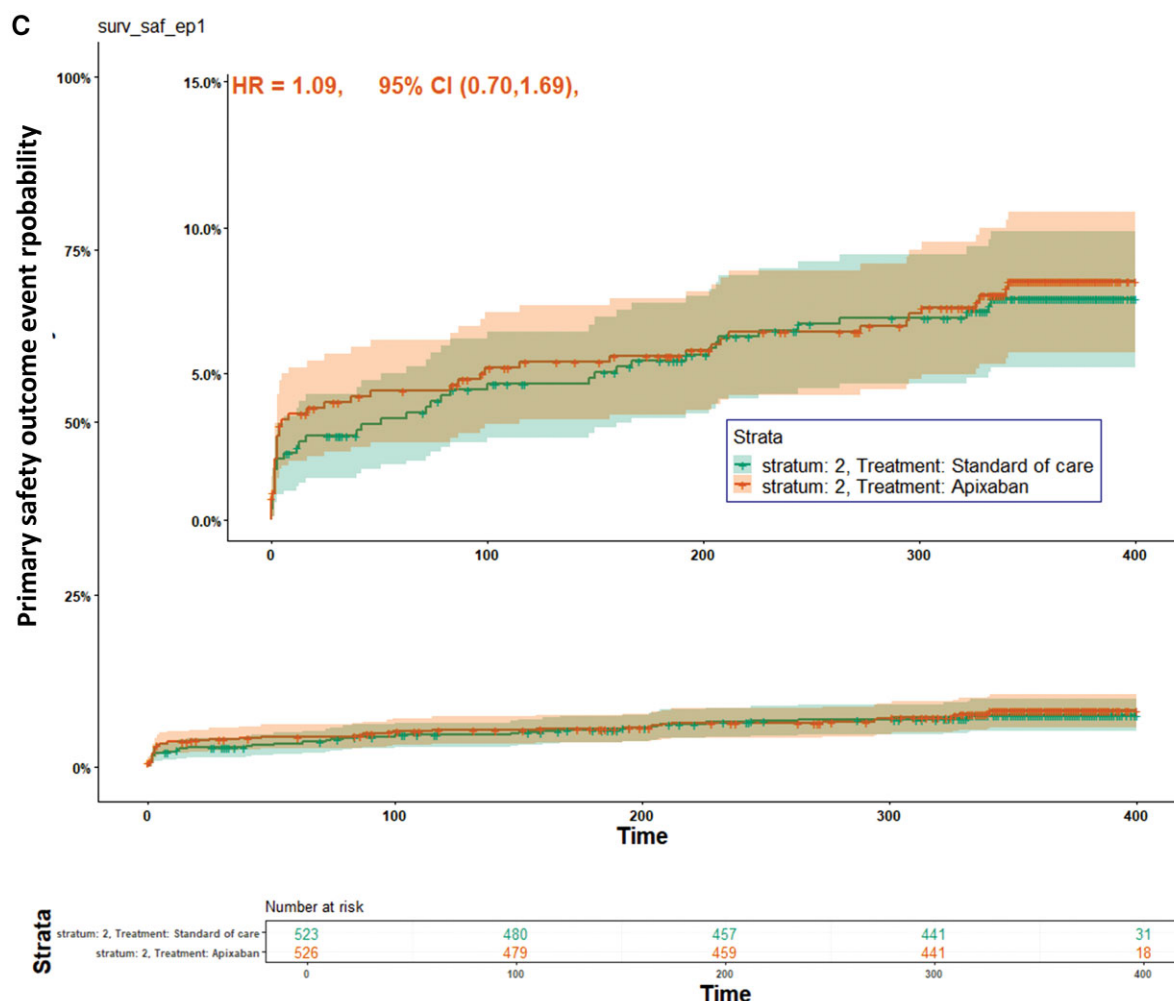 C
surv_saf_ep1
Primary safety outcome event rpobability
100%
75%
50%
25%
0%
HR = 1.09, 95% CI (0.70,1.69),
15.0%
10.0%
5.0%
0.0%
Strata
stratum: 2, Treatment: Standard of care
stratum: 2, Treatment: Apixaban
0 100 200 300 400
0 100 200 300 400
Time
Number at risk
Strata
stratum: 2, Treatment: Standard of care 523 480 457 441 31
stratum: 2, Treatment: Apixaban 526 479 459 441 18
0 100 200 300 400
Time